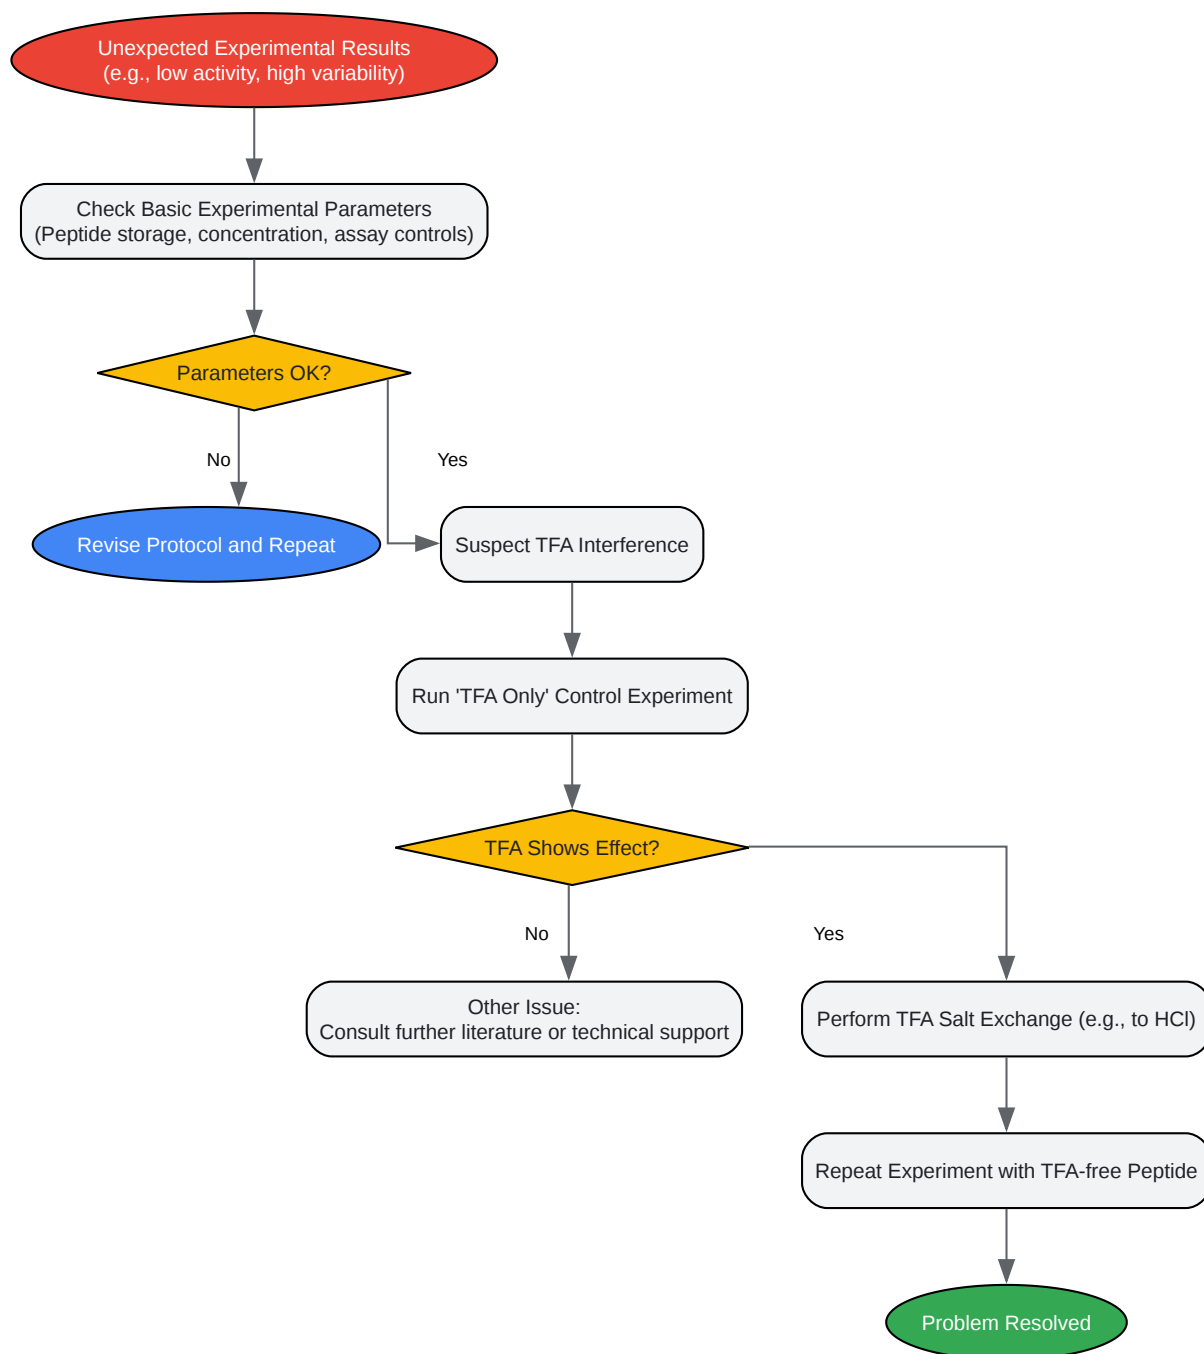 Unexpected Experimental Results
(e.g., low activity, high variability)
Check Basic Experimental Parameters
(Peptide storage, concentration, assay controls)
Parameters OK?
No
Yes
Revise Protocol and Repeat
Suspect TFA Interference
Run 'TFA Only' Control Experiment
TFA Shows Effect?
No
Yes
Other Issue:
Consult further literature or technical support
Perform TFA Salt Exchange (e.g., to HCl)
Repeat Experiment with TFA-free Peptide
Problem Resolved